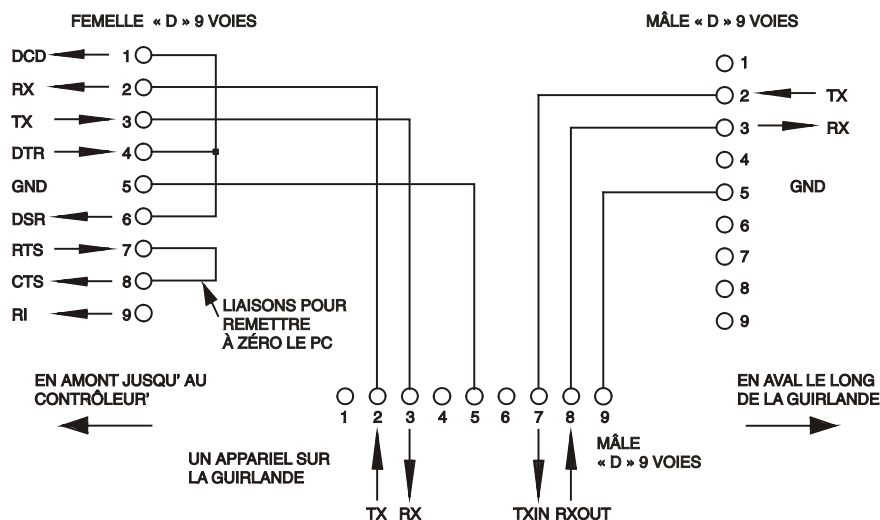 FEMELLE « D » 9 VOIES
MÂLE « D » 9 VOIES
DCD 1
RX 2
TX 3
DTR 4
GND 5
DSR 6
RTS 7
CTS 8
RI 9
1
2 TX
3 RX
4
5 GND
6
7
8
9
LIAISONS POUR
REMETTRE
À ZÉRO LE PC
EN AMONT JUSQU' AU
CONTRÔLEUR'
EN AVAL LE LONG
DE LA GUIRLANDE
1 2 3 4 5 6 7 8 9
MÂLE
« D » 9 VOIES
UN APPARIEL SUR
LA GUIRLANDE
TX RX TXIN RXOUT